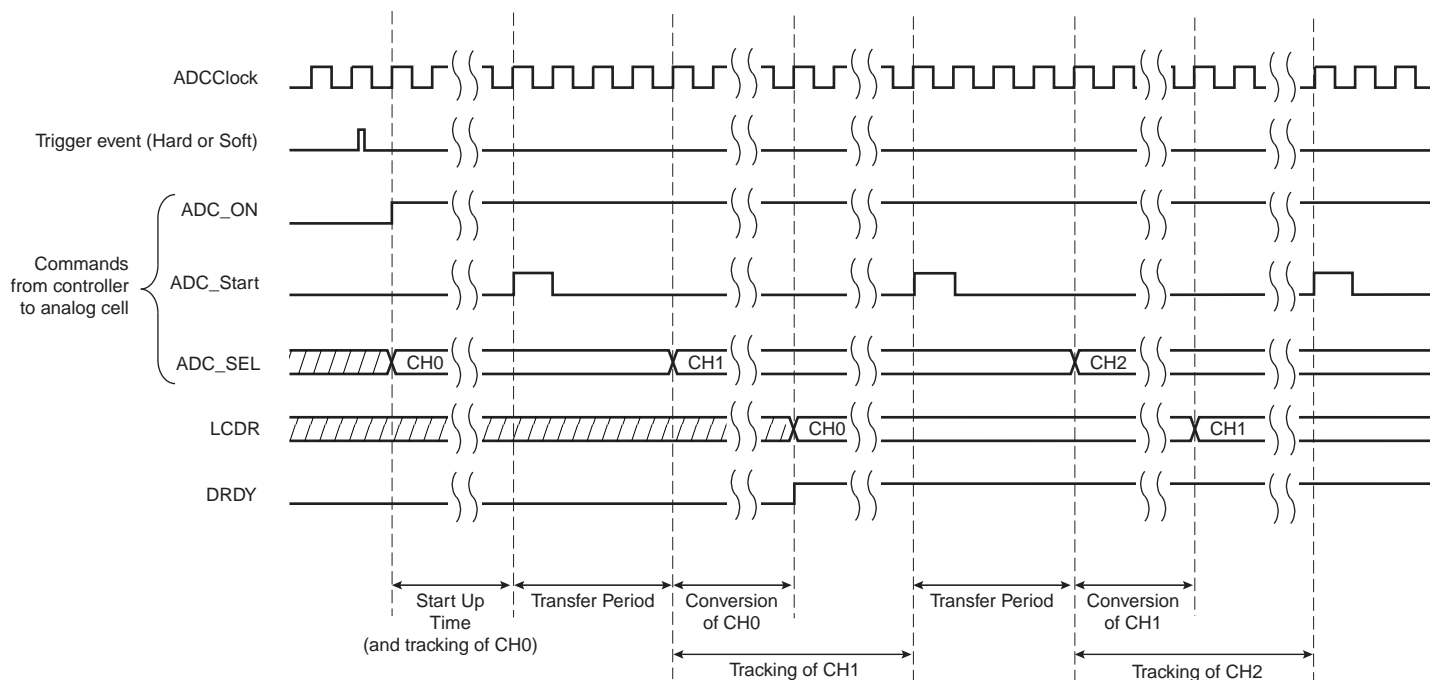 ADCClock
Trigger event (Hard or Soft)
ADC_ON
Commands
from controller
to analog cell
ADC_Start
ADC_SEL
CH0
CH1
CH2
LCDR
CH0
CH1
DRDY
Start Up
Time
(and tracking of CH0)
Transfer Period
Conversion
of CH0
Transfer Period
Conversion
of CH1
Tracking of CH1
Tracking of CH2